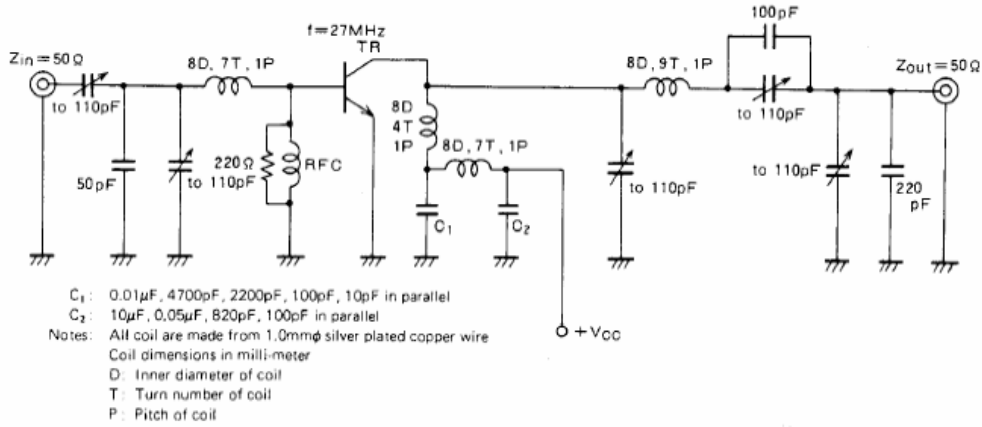 100pF
f=27MHz
TR
Zin=50Ω
8D, 7T, 1P
8D, 9T, 1P
Zout=50Ω
to 110pF
8D
4T
1P
to 110pF
8D, 7T, 1P
50pF
to 110pF
220Ω
RFC
to 110pF
to 110pF
220
pF
C₁
C₂
C₁: 0.01μF, 4700pF, 2200pF, 100pF, 10pF in parallel
C₂: 10μF, 0.05μF, 820pF, 100pF in parallel
Notes: All coil are made from 1.0mmϕ silver plated copper wire
Coil dimensions in milli-meter
D: Inner diameter of coil
T: Turn number of coil
P: Pitch of coil
+VCC